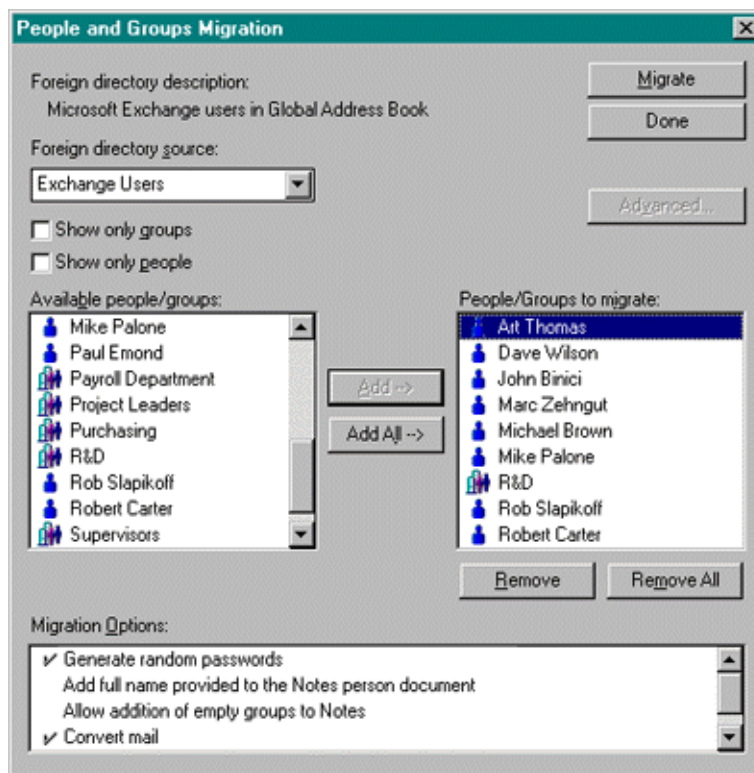 People and Groups Migration
Foreign directory description:
Microsoft Exchange users in Global Address Book
Migrate
Done
Foreign directory source:
Exchange Users
Advanced...
Show only groups
Show only people
Available people/groups:
Mike Palone
Paul Emond
Payroll Department
Project Leaders
Purchasing
R&D
Rob Slapikoff
Robert Carter
Supervisors
Add -->
Add All -->
People/Groups to migrate:
Art Thomas
Dave Wilson
John Binici
Marc Zehngut
Michael Brown
Mike Palone
R&D
Rob Slapikoff
Robert Carter
Remove
Remove All
Migration Options:
Generate random passwords
Add full name provided to the Notes person document
Allow addition of empty groups to Notes
Convert mail